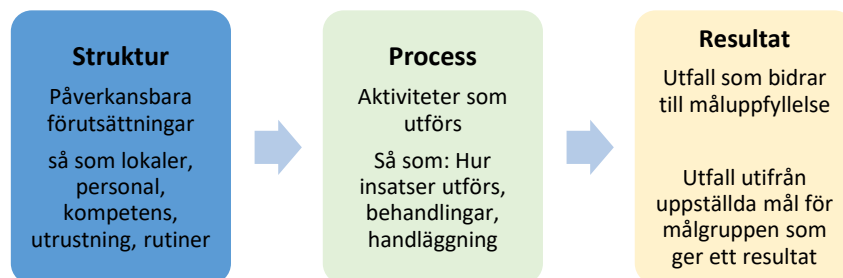 Struktur
Påverkansbara
förutsättningar
så som lokaler,
personal,
kompetens,
utrustning, rutiner
Process
Aktiviteter som
utförs
Så som: Hur
insatser utförs,
behandlingar,
handläggning
Resultat
Utfall som bidrar
till måluppfyllelse
Utfall utifrån
uppställda mål för
målgruppen som
ger ett resultat